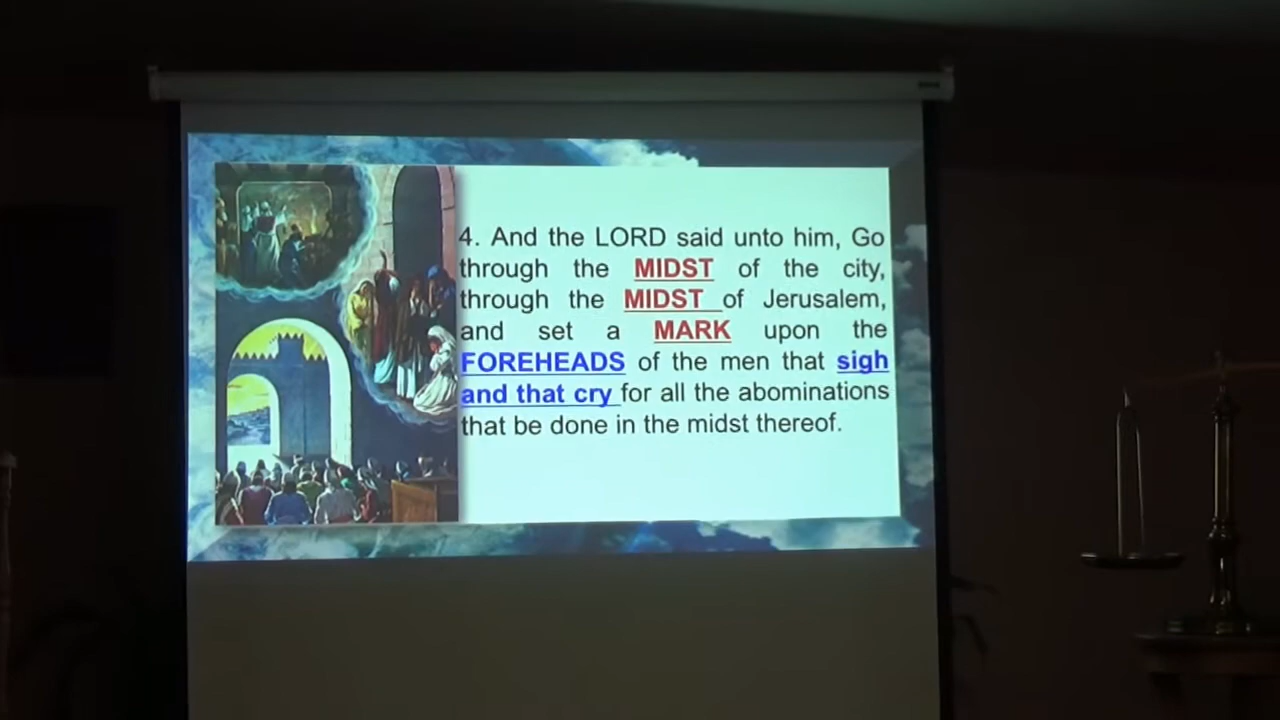 4. And the LORD said unto him, Go
through the MIDST of the city,
through the MIDST of Jerusalem,
and set a MARK upon the
FOREHEADS of the men that sigh
and that cry for all the abominations
that be done in the midst thereof.